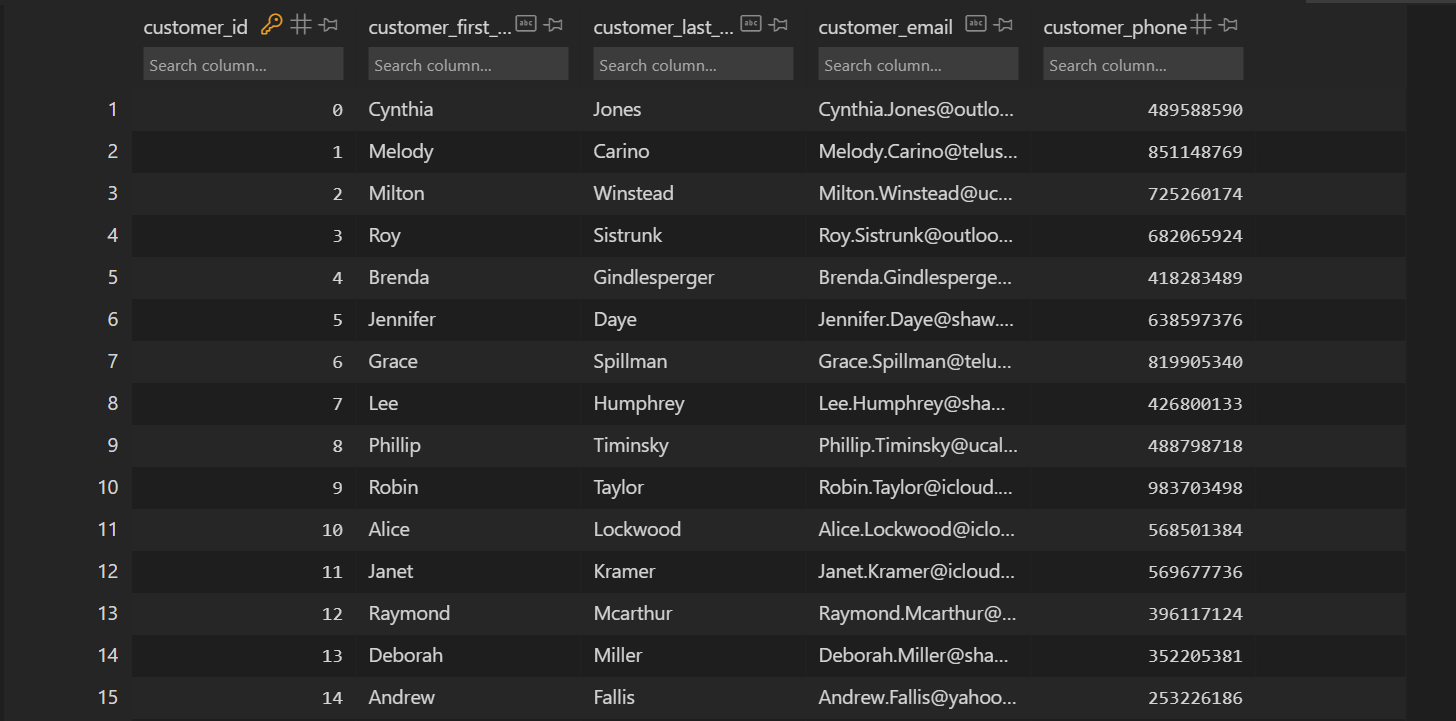 customer_id customer_first_... abc customer_last_... abc customer_email abc customer_phone
Search column... Search column... Search column... Search column... Search column...
1 0 Cynthia Jones Cynthia.Jones@outlo... 489588590
2 1 Melody Carino Melody.Carino@telus... 851148769
3 2 Milton Winstead Milton.Winstead@uc... 725260174
4 3 Roy Sistrunk Roy.Sistrunk@outloo... 682065924
5 4 Brenda Gindlesperger Brenda.Gindlesperge... 418283489
6 5 Jennifer Daye Jennifer.Daye@shaw.... 638597376
7 6 Grace Spillman Grace.Spillman@telu... 819905340
8 7 Lee Humphrey Lee.Humphrey@sha... 426800133
9 8 Phillip Timinsky Phillip.Timinsky@ucal... 488798718
10 9 Robin Taylor Robin.Taylor@icloud.... 983703498
11 10 Alice Lockwood Alice.Lockwood@iclo... 568501384
12 11 Janet Kramer Janet.Kramer@icloud... 569677736
13 12 Raymond Mcarthur Raymond.Mcarthur@... 396117124
14 13 Deborah Miller Deborah.Miller@sha... 352205381
15 14 Andrew Fallis Andrew.Fallis@yahoo... 253226186